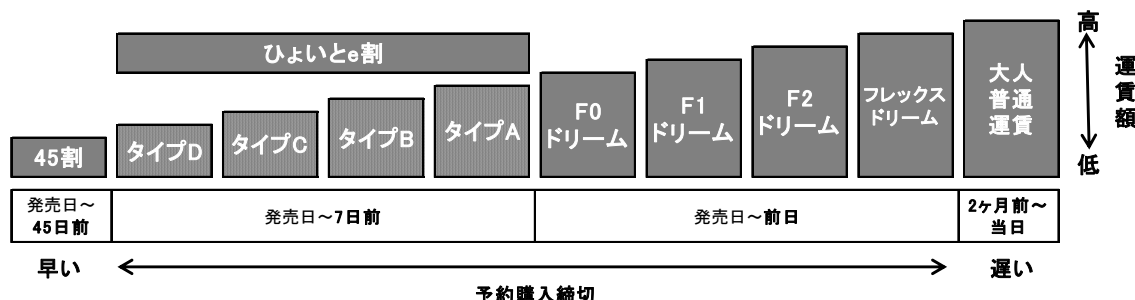 ひょいとe割
45割
タイプD
タイプC
タイプB
タイプA
F0
ドリーム
F1
ドリーム
F2
ドリーム
フレックス
ドリーム
大人
普通
運賃
高
低
運賃額
発売日～
45日前
発売日～7日前
発売日～前日
2ヶ月前～
当日
早い
遅い
予約購入締切